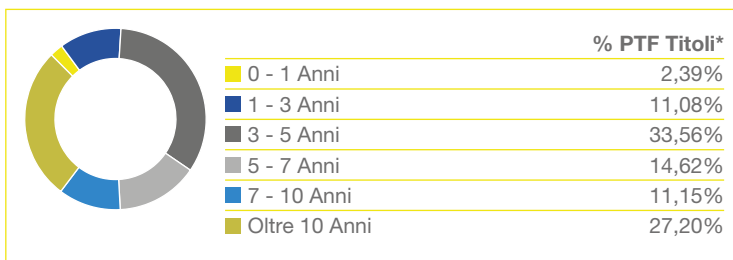 % PTF Titoli*
0 - 1 Anni 2,39%
1 - 3 Anni 11,08%
3 - 5 Anni 33,56%
5 - 7 Anni 14,62%
7 - 10 Anni 11,15%
Oltre 10 Anni 27,20%